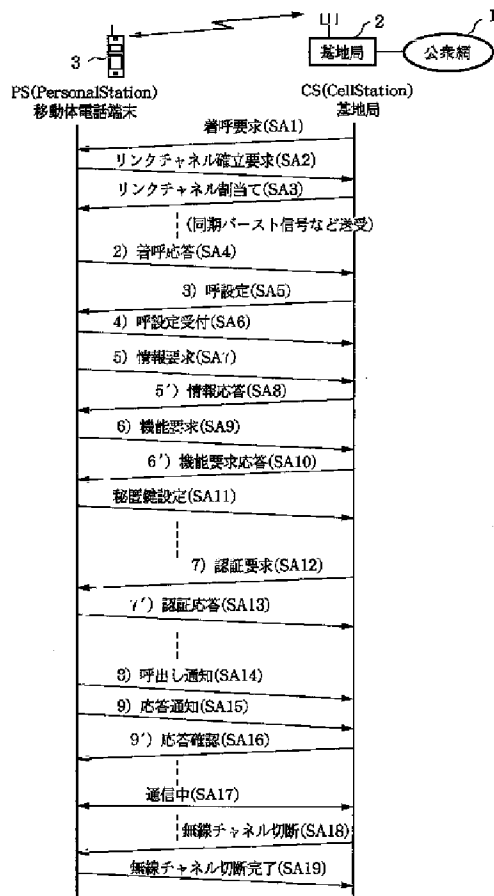 1
2
3
基地局
公衆網
PS(PersonalStation)
移動体電話端末
CS(CellStation)
基地局
着呼要求(SA1)
リンクチャネル確立要求(SA2)
リンクチャネル割当て(SA3)
(同期バースト信号など送受)
2) 着呼応答(SA4)
3) 呼設定(SA5)
4) 呼設定受付(SA6)
5) 情報要求(SA7)
5') 情報応答(SA8)
6) 機能要求(SA9)
6') 機能要求応答(SA10)
秘匿鍵設定(SA11)
7) 認証要求(SA12)
7') 認証応答(SA13)
8) 呼出し通知(SA14)
9) 応答通知(SA15)
9') 応答確認(SA16)
通信中(SA17)
無線チャネル切断(SA18)
無線チャネル切断完了(SA19)